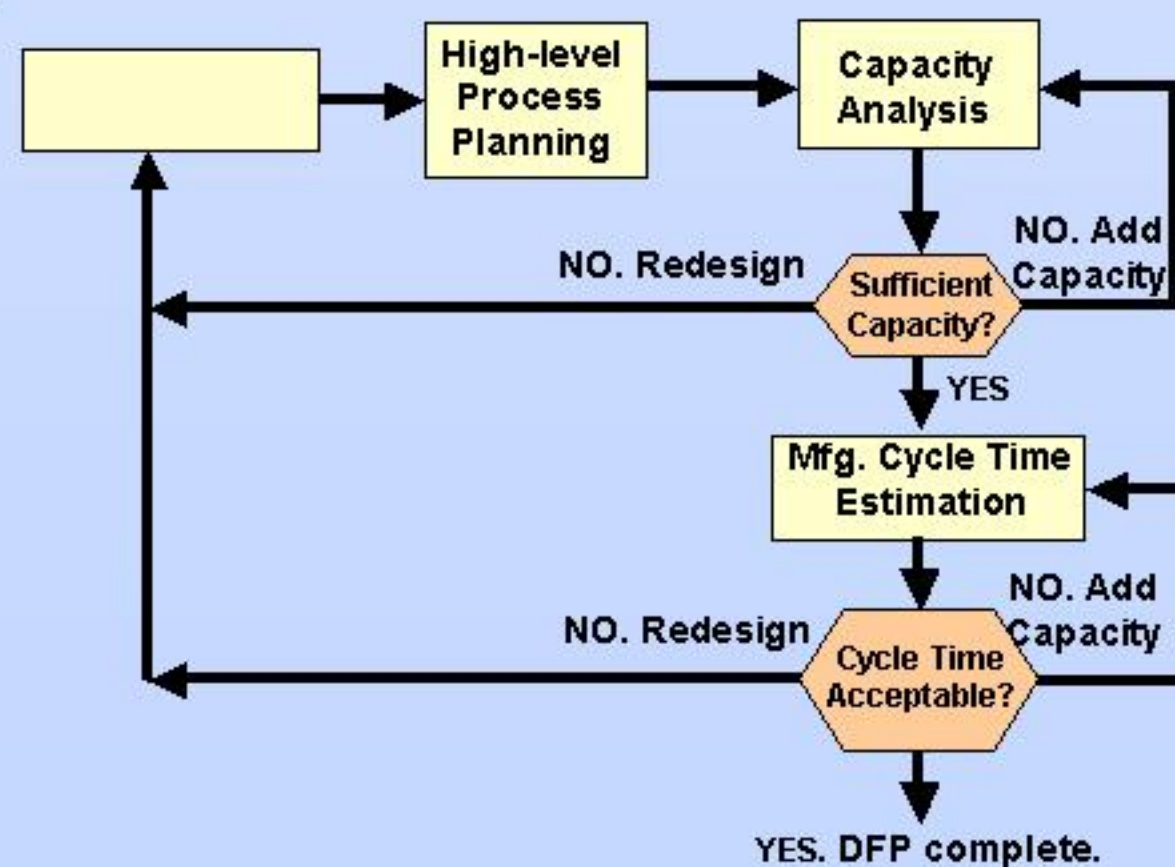 High-level
Process
Planning
Capacity
Analysis
NO. Redesign
Sufficient
Capacity?
NO. Add
Capacity
YES
Mfg. Cycle Time
Estimation
NO. Redesign
Cycle Time
Acceptable?
NO. Add
Capacity
YES. DFP complete.